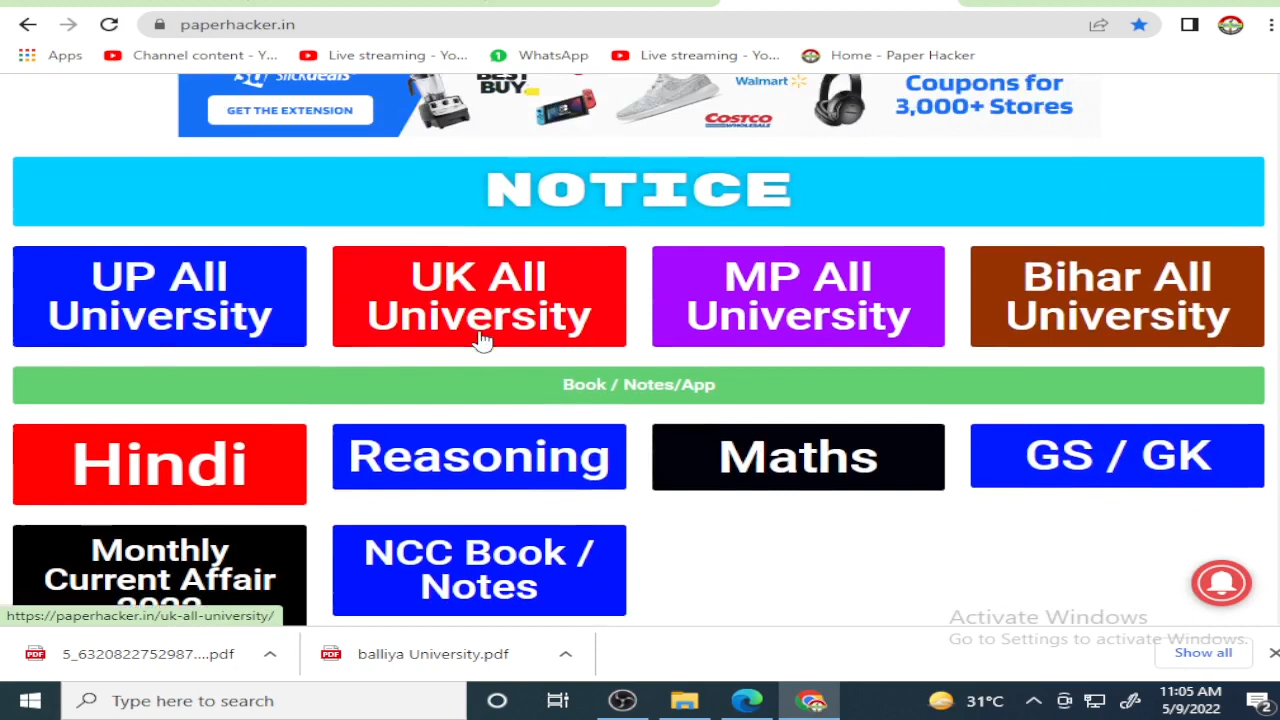 paperhacker.in
Apps
Channel content - Y...
Live streaming - Yo...
WhatsApp
Live streaming - Yo...
Home - Paper Hacker
slickdeals
GET THE EXTENSION
BEST
BUY
Walmart
COSTCO
WHOLESALE
Coupons for
3,000+ Stores
NOTICE
UP All
University
UK All
University
MP All
University
Bihar All
University
Book / Notes/App
Hindi
Reasoning
Maths
GS / GK
Monthly
Current Affair
2022
NCC Book /
Notes
https://paperhacker.in/uk-all-university/
Activate Windows
Go to Settings to activate Windows.
5_6320822752987....pdf
balliya University.pdf
Show all
Type here to search
31°C
11:05 AM
5/9/2022
2